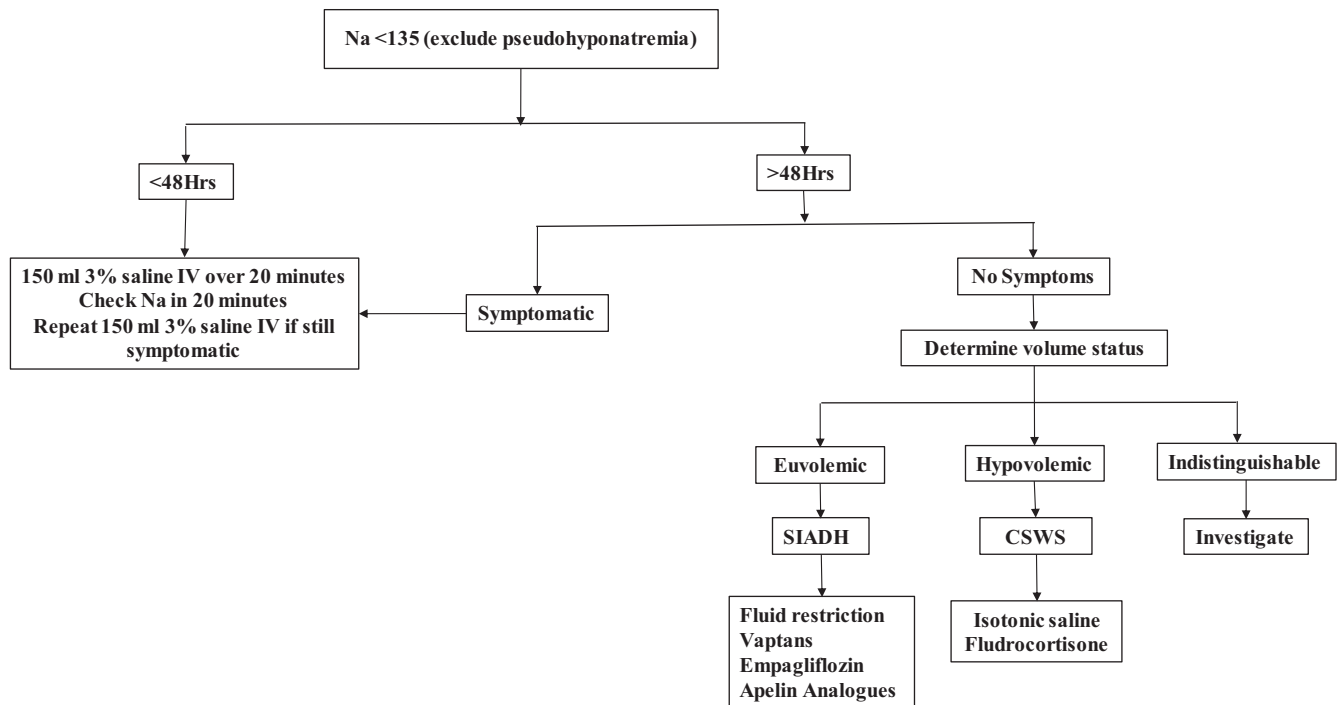 Na <135 (exclude pseudohyponatremia)
<48Hrs
>48Hrs
150 ml 3% saline IV over 20 minutes
Check Na in 20 minutes
Repeat 150 ml 3% saline IV if still
symptomatic
Symptomatic
No Symptoms
Determine volume status
Euvolemic
Hypovolemic
Indistinguishable
SIADH
CSWS
Investigate
Fluid restriction
Vaptans
Empagliflozin
Apelin Analogues
Isotonic saline
Fludrocortisone